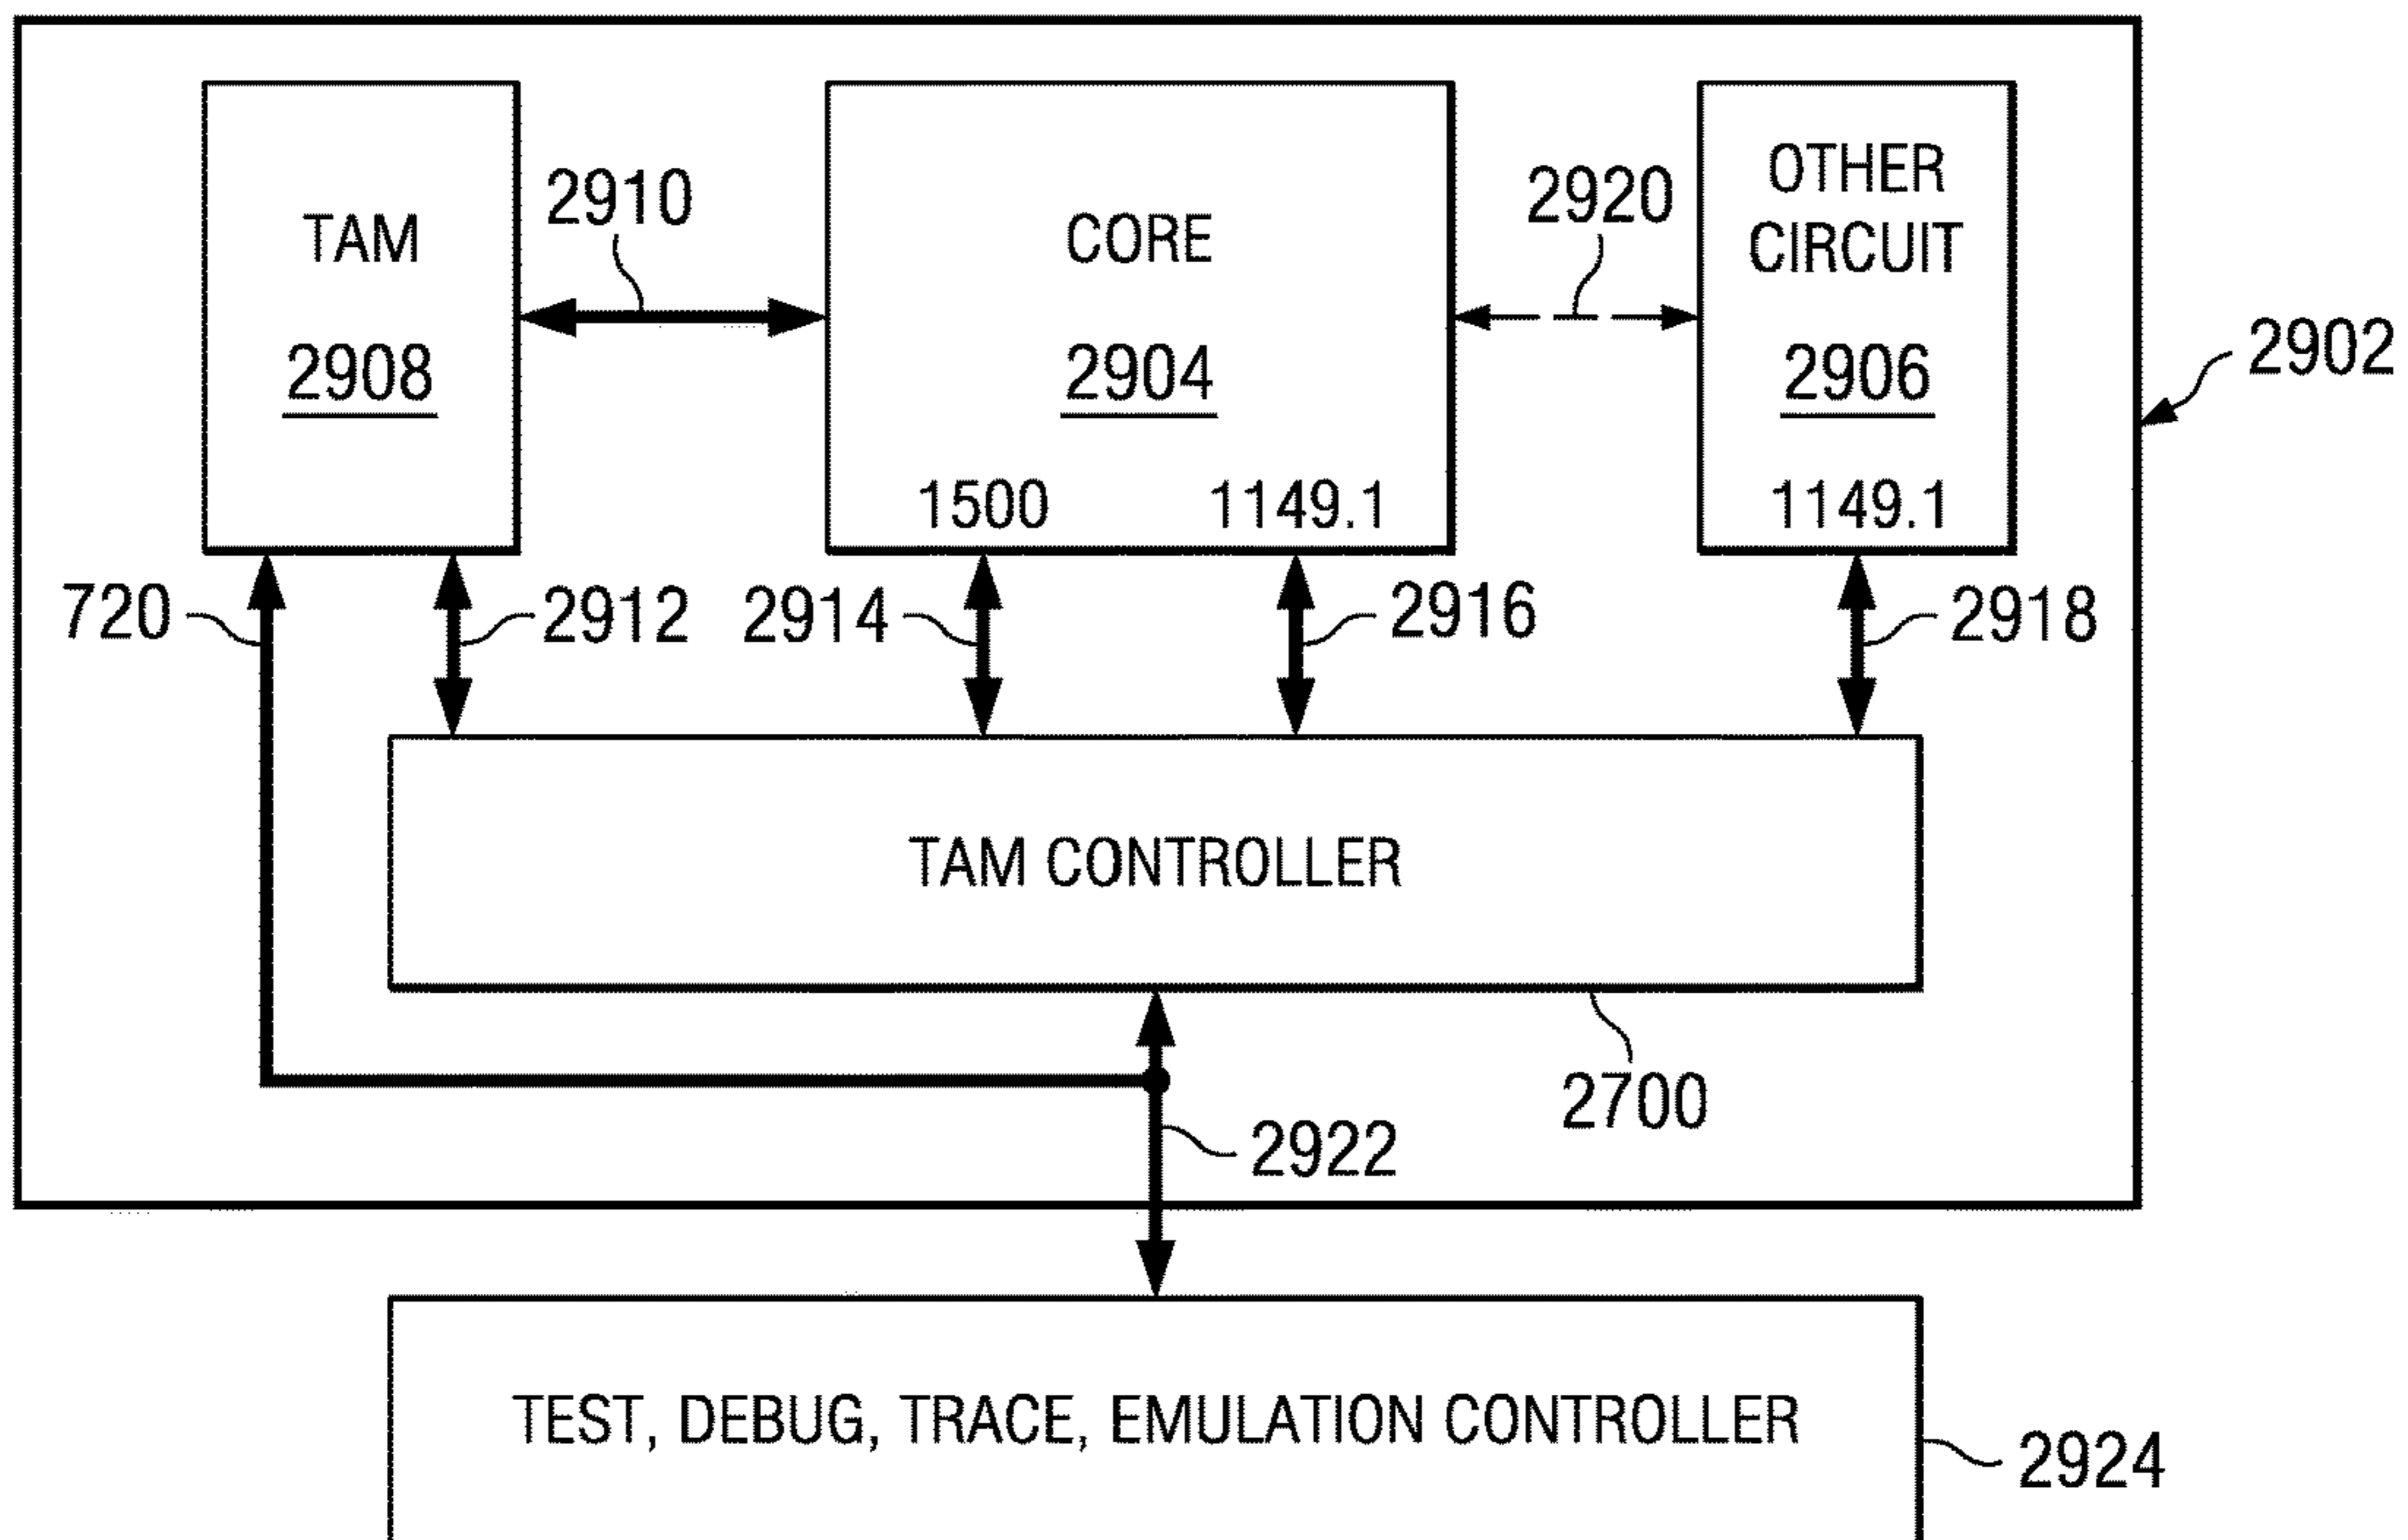 TAM
2908
2910
CORE
2904
1500 1149.1
2920
OTHER
CIRCUIT
2906
1149.1
2902
720
2912
2914
2916
2918
TAM CONTROLLER
2700
2922
TEST, DEBUG, TRACE, EMULATION CONTROLLER
2924